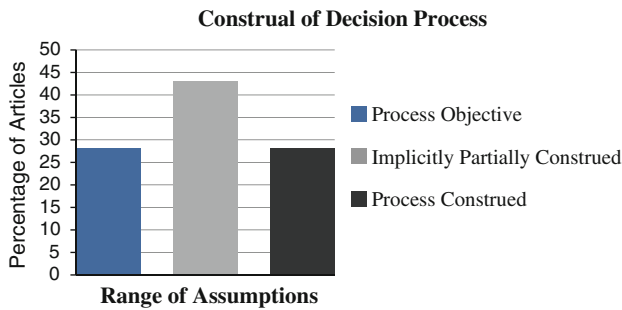 Construal of Decision Process
Percentage of Articles
50
45
40
35
30
25
20
15
10
5
0
Range of Assumptions
Process Objective
Implicitly Partially Construed
Process Construed